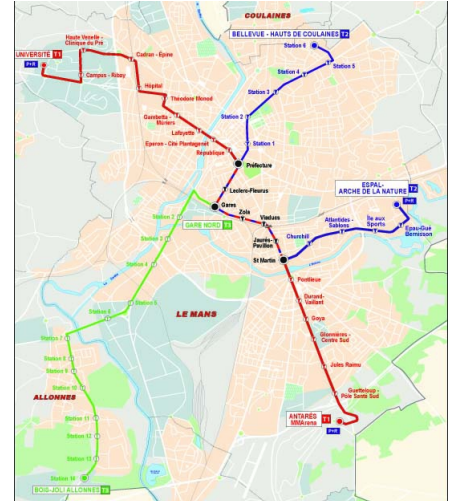 COULAINES
Haute Venelle -
Clinique du Pré
BELLEVUE - HAUTS DE COULAINES T2
Station 6
UNIVERSITÉ T1
P+R
Cadran - Épine
Station 5
Campus - Ribay
Station 4
Hôpital
Station 3
Théodore Monod
Gambetta -
Mûriers
Station 2
Lafayette
Eperon - Cité Plantagenêt
Station 1
République
Préfecture
ESPAL-
ARCHE DE LA NATURE T2
P+R
Leclerc-Fleurus
Gares
Zola
Station 2
GARE NORD
Viaduc
Atlantides -
Sablons
Île aux
Sports
Épau-Gué
Bernisson
Station 3
Jaurès-
Pavillon
Churchill
St Martin
Station 4
Pontlieue
Station 5
Durand-
Vaillant
Station 6
LE MANS
Goya
Station 7
Glonnières -
Centre Sud
Station 8
Station 9
Jules Raimu
Station 10
Guetteloup -
Pôle Santé Sud
ALLONNES
Station 11
ANTARÈS
MMArena
T1
P+R
Station 12
Station 13
Station 14
BOIS-JOLI ALLONNES